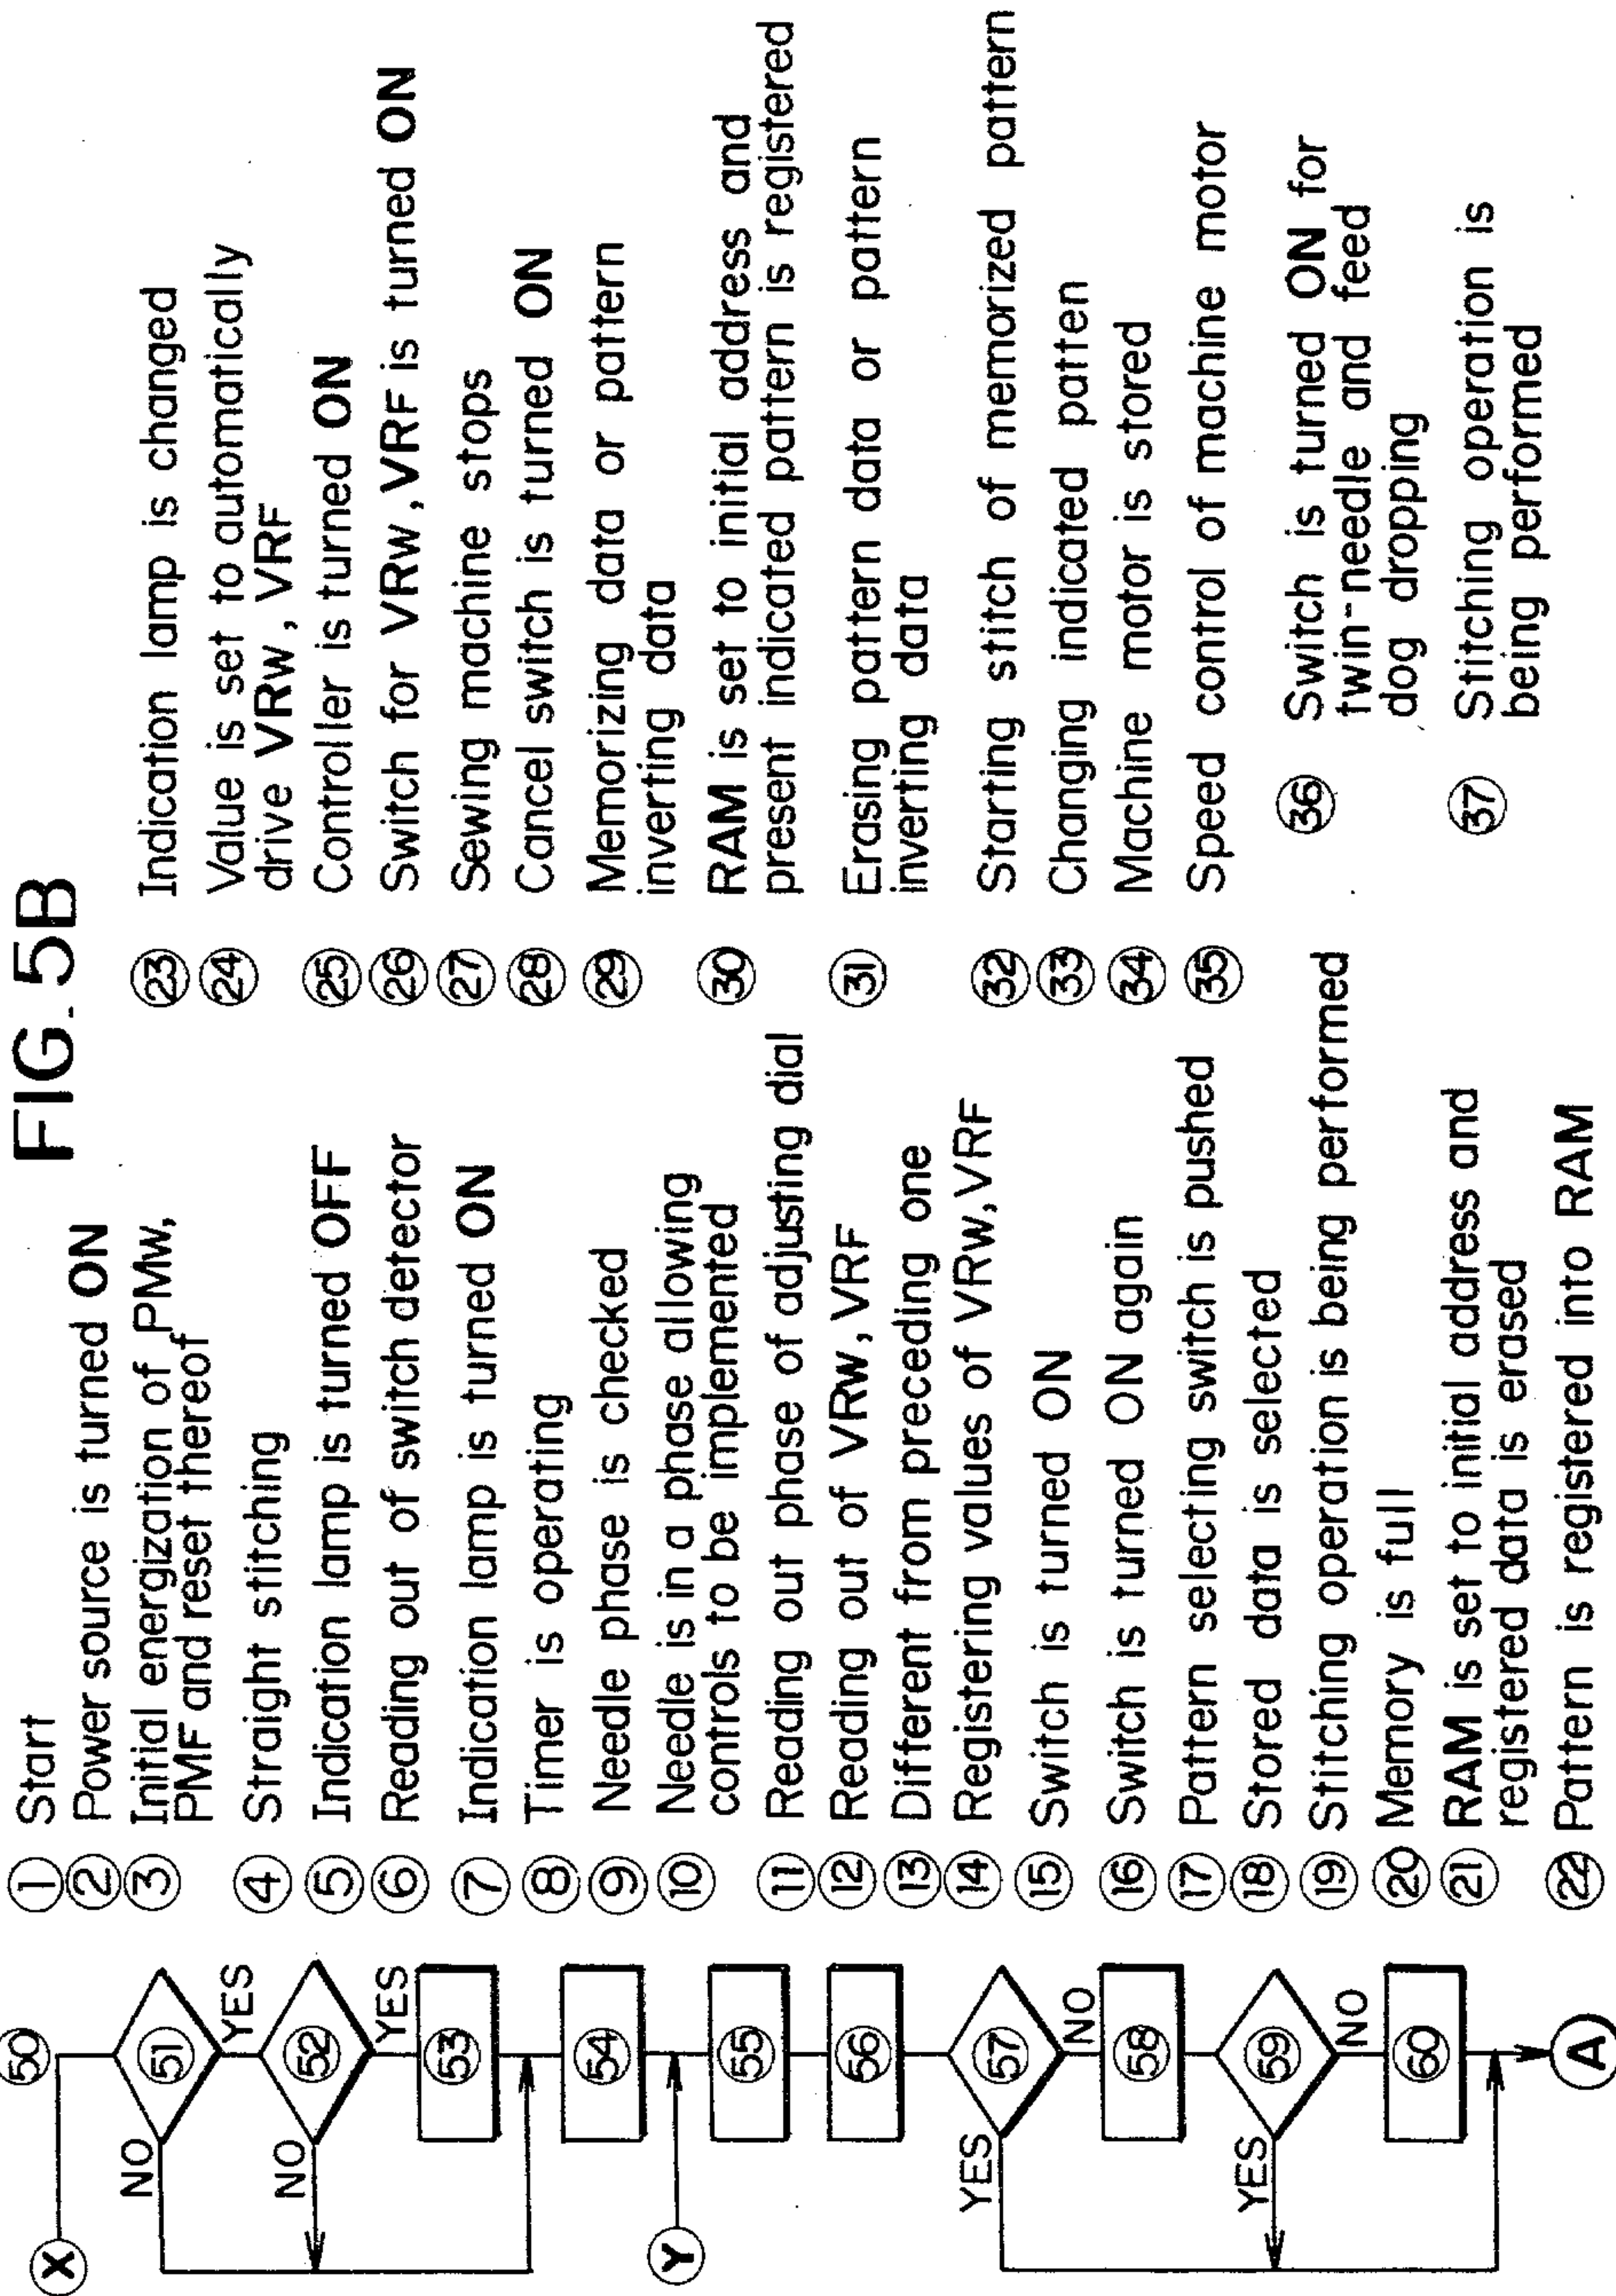 FIG. 5B
X
50
51
NO
YES
52
NO
YES
53
54
Y
55
56
57
YES
NO
58
59
YES
NO
60
A
1 Start
2 Power source is turned ON
3 Initial energization of PMW,
PMF and reset thereof
4 Straight stitching
5 Indication lamp is turned OFF
6 Reading out of switch detector
7 Indication lamp is turned ON
8 Timer is operating
9 Needle phase is checked
10 Needle is in a phase allowing
controls to be implemented
11 Reading out phase of adjusting dial
12 Reading out of VRW, VRF
13 Different from preceding one
14 Registering values of VRW, VRF
15 Switch is turned ON
16 Switch is turned ON again
17 Pattern selecting switch is pushed
18 Stored data is selected
19 Stitching operation is being performed
20 Memory is full
21 RAM is set to initial address and
registered data is erased
22 Pattern is registered into RAM
23 Indication lamp is changed
24 Value is set to automatically
drive VRW, VRF
25 Controller is turned ON
26 Switch for VRW, VRF is turned ON
27 Sewing machine stops
28 Cancel switch is turned ON
29 Memorizing data or pattern
inverting data
30 RAM is set to initial address and
present indicated pattern is registered
31 Erasing pattern data or pattern
inverting data
32 Starting stitch of memorized pattern
33 Changing indicated patten
34 Machine motor is stored
35 Speed control of machine motor
36 Switch is turned ON for
twin-needle and feed
dog dropping
37 Stitching operation is
being performed